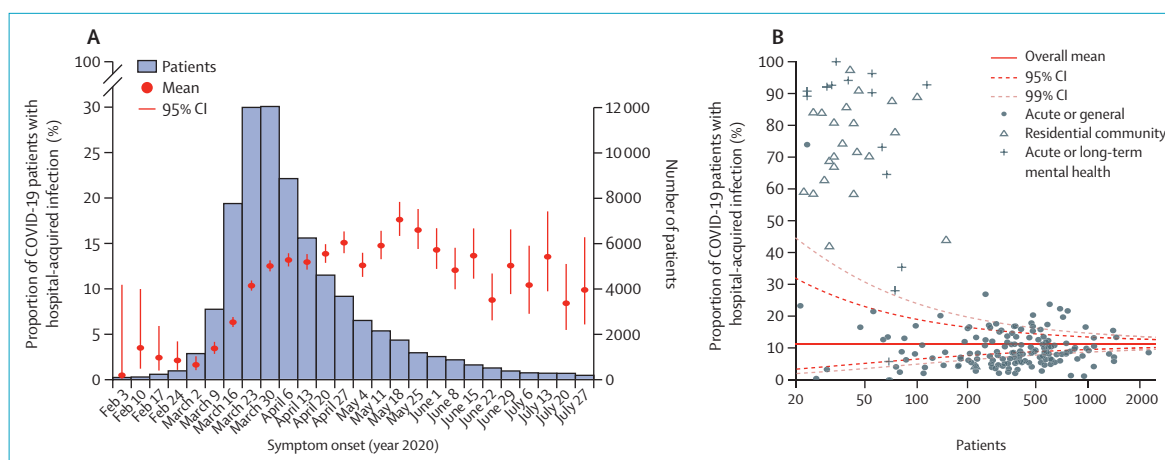 A
Proportion of COVID-19 patients with
hospital-acquired infection (%)
100
30
25
20
15
10
5
0
Patients
Mean
95% CI
12 000
10 000
8000
6000
4000
2000
0
Number of
patients
Feb 3
Feb 10
Feb 17
Feb 24
March 2
March 9
March 16
March 23
March 30
April 6
April 13
April 20
April 27
May 4
May 11
May 18
May 25
June 1
June 8
June 15
June 22
June 29
July 6
July 13
July 20
July 27
Symptom onset (year 2020)
B
Proportion of COVID-19 patients with
hospital-acquired infection (%)
100
90
80
70
60
50
40
30
20
10
0
Overall mean
95% CI
99% CI
Acute or general
Residential community
Acute or long-term
mental health
20
50
100
200
500
1000
2000
Patients